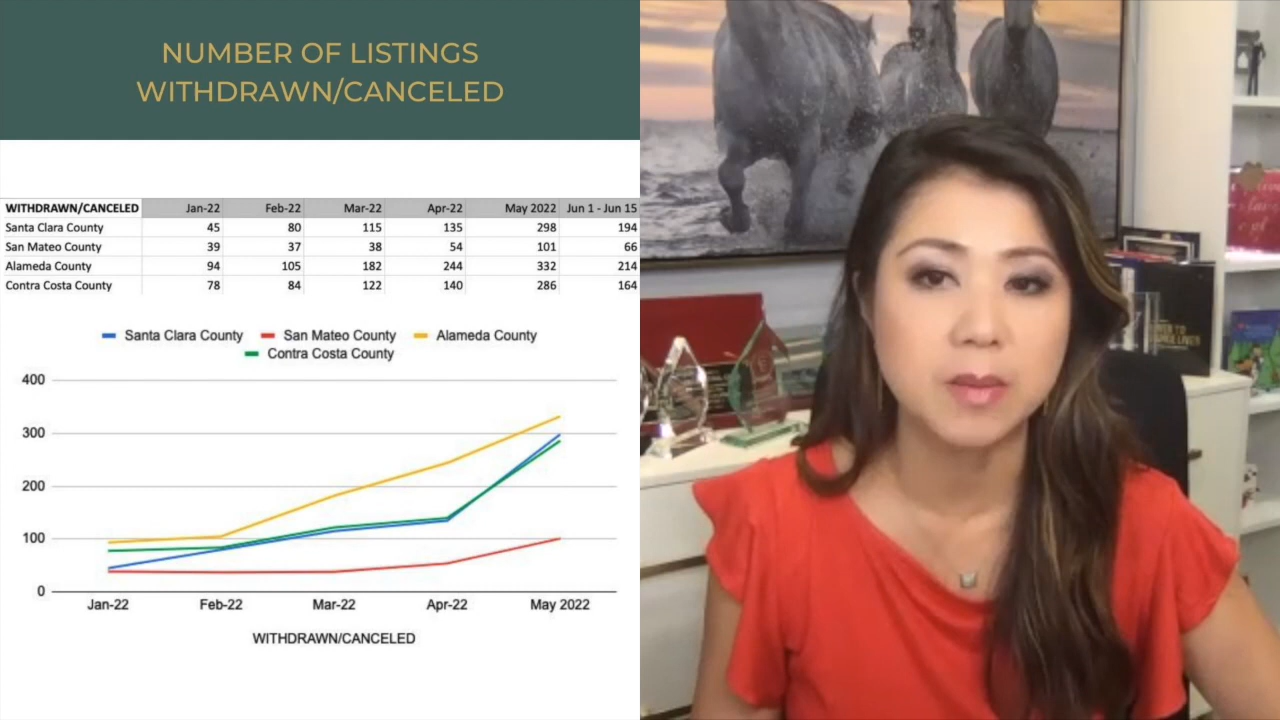 NUMBER OF LISTINGS
WITHDRAWN/CANCELED
WITHDRAWN/CANCELED Jan-22 Feb-22 Mar-22 Apr-22 May 2022 Jun 1 - Jun 15
Santa Clara County 45 80 115 135 298 194
San Mateo County 39 37 38 54 101 66
Alameda County 94 105 182 244 332 214
Contra Costa County 78 84 122 140 286 164
Santa Clara County San Mateo County Alameda County
Contra Costa County
400
300
200
100
0
Jan-22 Feb-22 Mar-22 Apr-22 May 2022
WITHDRAWN/CANCELED